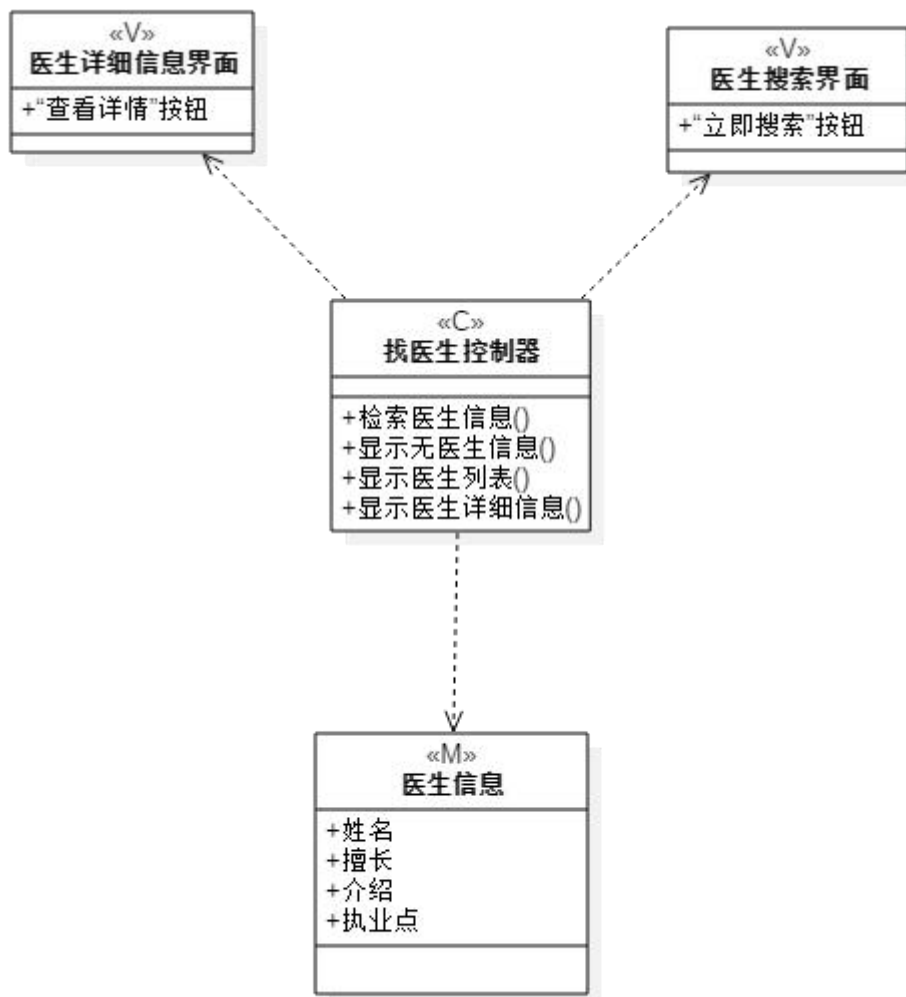 «V»
医生详细信息界面
+“查看详情”按钮
«V»
医生搜索界面
+“立即搜索”按钮
«C»
找医生控制器
+检索医生信息()
+显示无医生信息()
+显示医生列表()
+显示医生详细信息()
«M»
医生信息
+姓名
+擅长
+介绍
+执业点